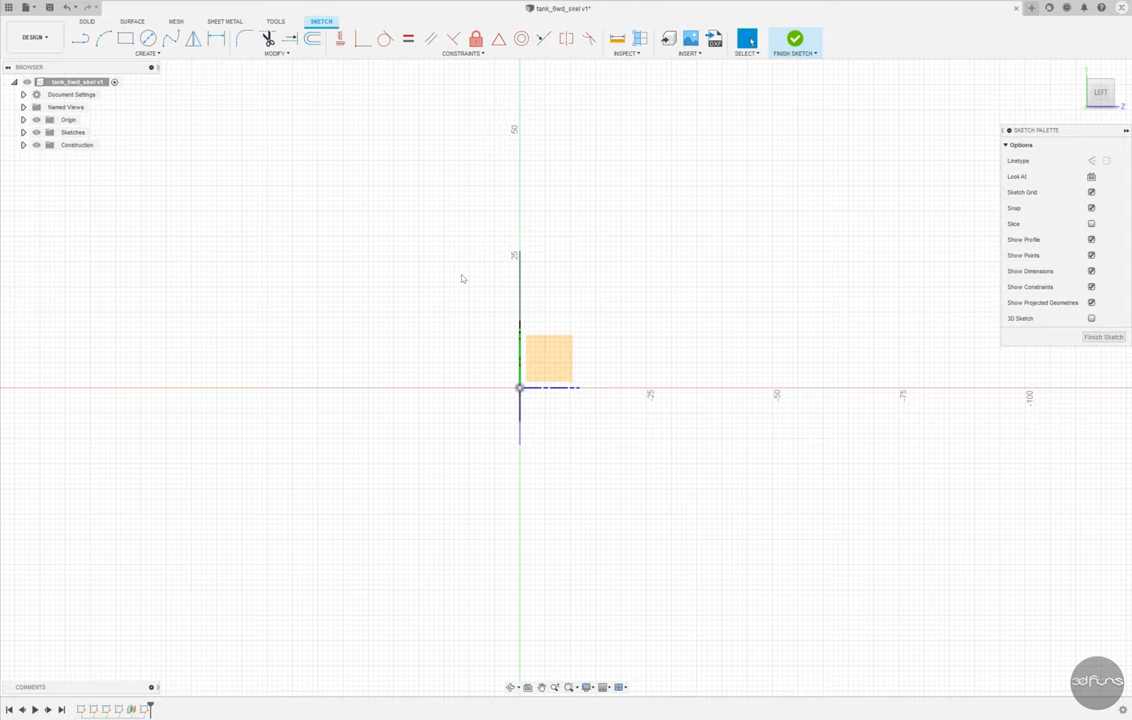 tank_6wd_skel v1*
DESIGN
SOLID
SURFACE
MESH
SHEET METAL
TOOLS
SKETCH
CREATE
MODIFY
CONSTRAINTS
INSPECT
INSERT
SELECT
FINISH SKETCH
DXF
BROWSER
tank_6wd_skel v1
Document Settings
Named Views
Origin
Sketches
Construction
Y
LEFT
Z
SKETCH PALETTE
Options
Linetype
Look At
Sketch Grid
Snap
Slice
Show Profile
Show Points
Show Dimensions
Show Constraints
Show Projected Geometries
3D Sketch
Finish Sketch
50
25
-25
-50
-75
-100
COMMENTS
3dfuns